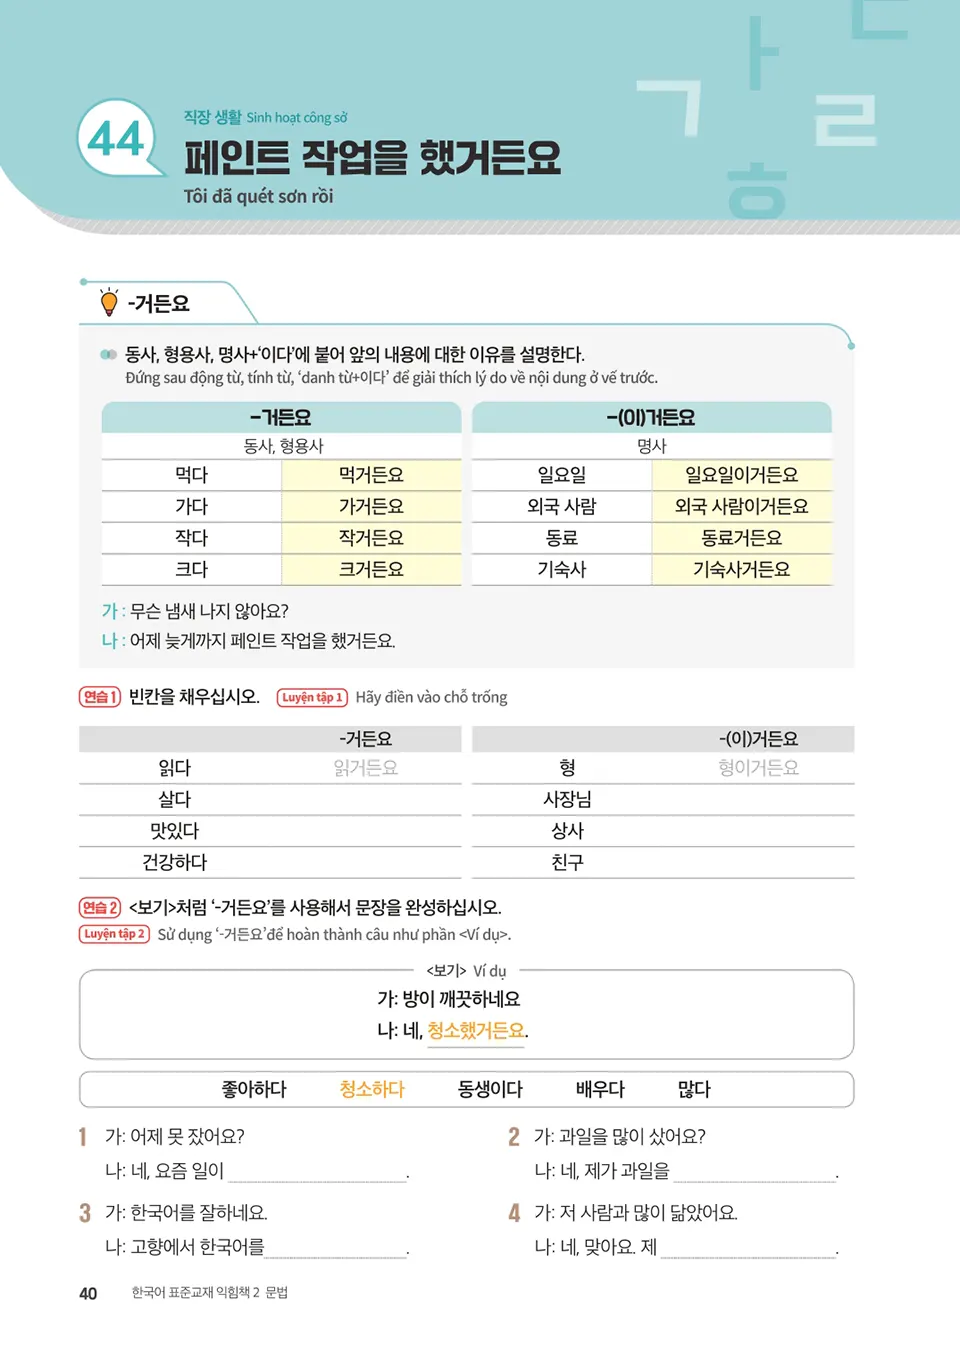 44
직장 생활 Sinh hoạt công sở
페인트 작업을 했거든요
Tôi đã quét sơn rồi
ㄱ ㅏ ㄴ ㄹ ㅎ
-거든요
동사, 형용사, 명사+‘이다’에 붙어 앞의 내용에 대한 이유를 설명한다.
Đứng sau động từ, tính từ, ‘danh từ+이다’ để giải thích lý do về nội dung ở vế trước.
-거든요 -(이)거든요
동사, 형용사 명사
먹다 먹거든요 일요일 일요일이거든요
가다 가거든요 외국 사람 외국 사람이거든요
작다 작거든요 동료 동료거든요
크다 크거든요 기숙사 기숙사거든요
가 : 무슨 냄새 나지 않아요?
나 : 어제 늦게까지 페인트 작업을 했거든요.
연습 1 빈칸을 채우십시오. Luyện tập 1 Hãy điền vào chỗ trống
-거든요 -(이)거든요
읽다 읽거든요 형 형이거든요
살다 사장님
맛있다 상사
건강하다 친구
연습 2 <보기>처럼 ‘-거든요’를 사용해서 문장을 완성하십시오.
Luyện tập 2 Sử dụng ‘-거든요’để hoàn thành câu như phần <Ví dụ>.
<보기> Ví dụ
가: 방이 깨끗하네요
나: 네, 청소했거든요.
좋아하다 청소하다 동생이다 배우다 많다
1 가: 어제 못 잤어요?
나: 네, 요즘 일이 .
2 가: 과일을 많이 샀어요?
나: 네, 제가 과일을 .
3 가: 한국어를 잘하네요.
나: 고향에서 한국어를 .
4 가: 저 사람과 많이 닮았어요.
나: 네, 맞아요. 제 .
40 한국어 표준교재 익힘책 2 문법